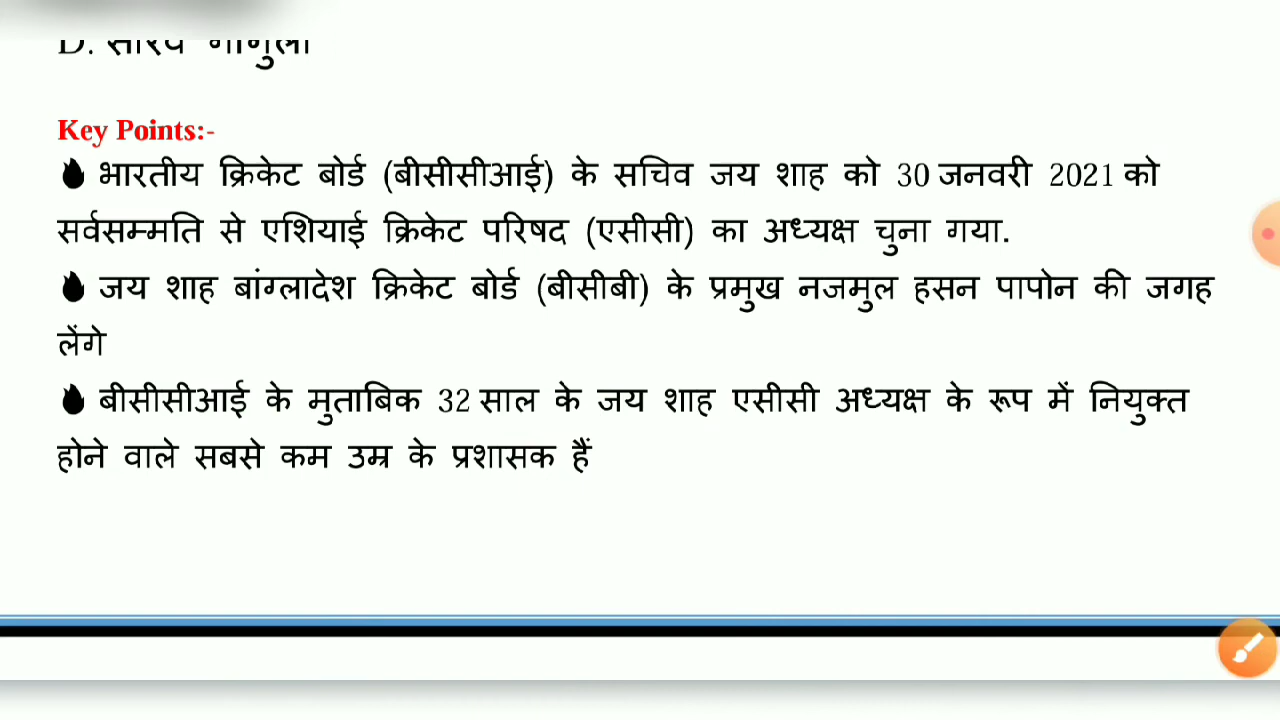 D. सौरव गांगुली
Key Points:-
भारतीय क्रिकेट बोर्ड (बीसीसीआई) के सचिव जय शाह को 30 जनवरी 2021 को
सर्वसम्मति से एशियाई क्रिकेट परिषद (एसीसी) का अध्यक्ष चुना गया.
जय शाह बांग्लादेश क्रिकेट बोर्ड (बीसीबी) के प्रमुख नजमुल हसन पापोन की जगह
लेंगे
बीसीसीआई के मुताबिक 32 साल के जय शाह एसीसी अध्यक्ष के रूप में नियुक्त
होने वाले सबसे कम उम्र के प्रशासक हैं